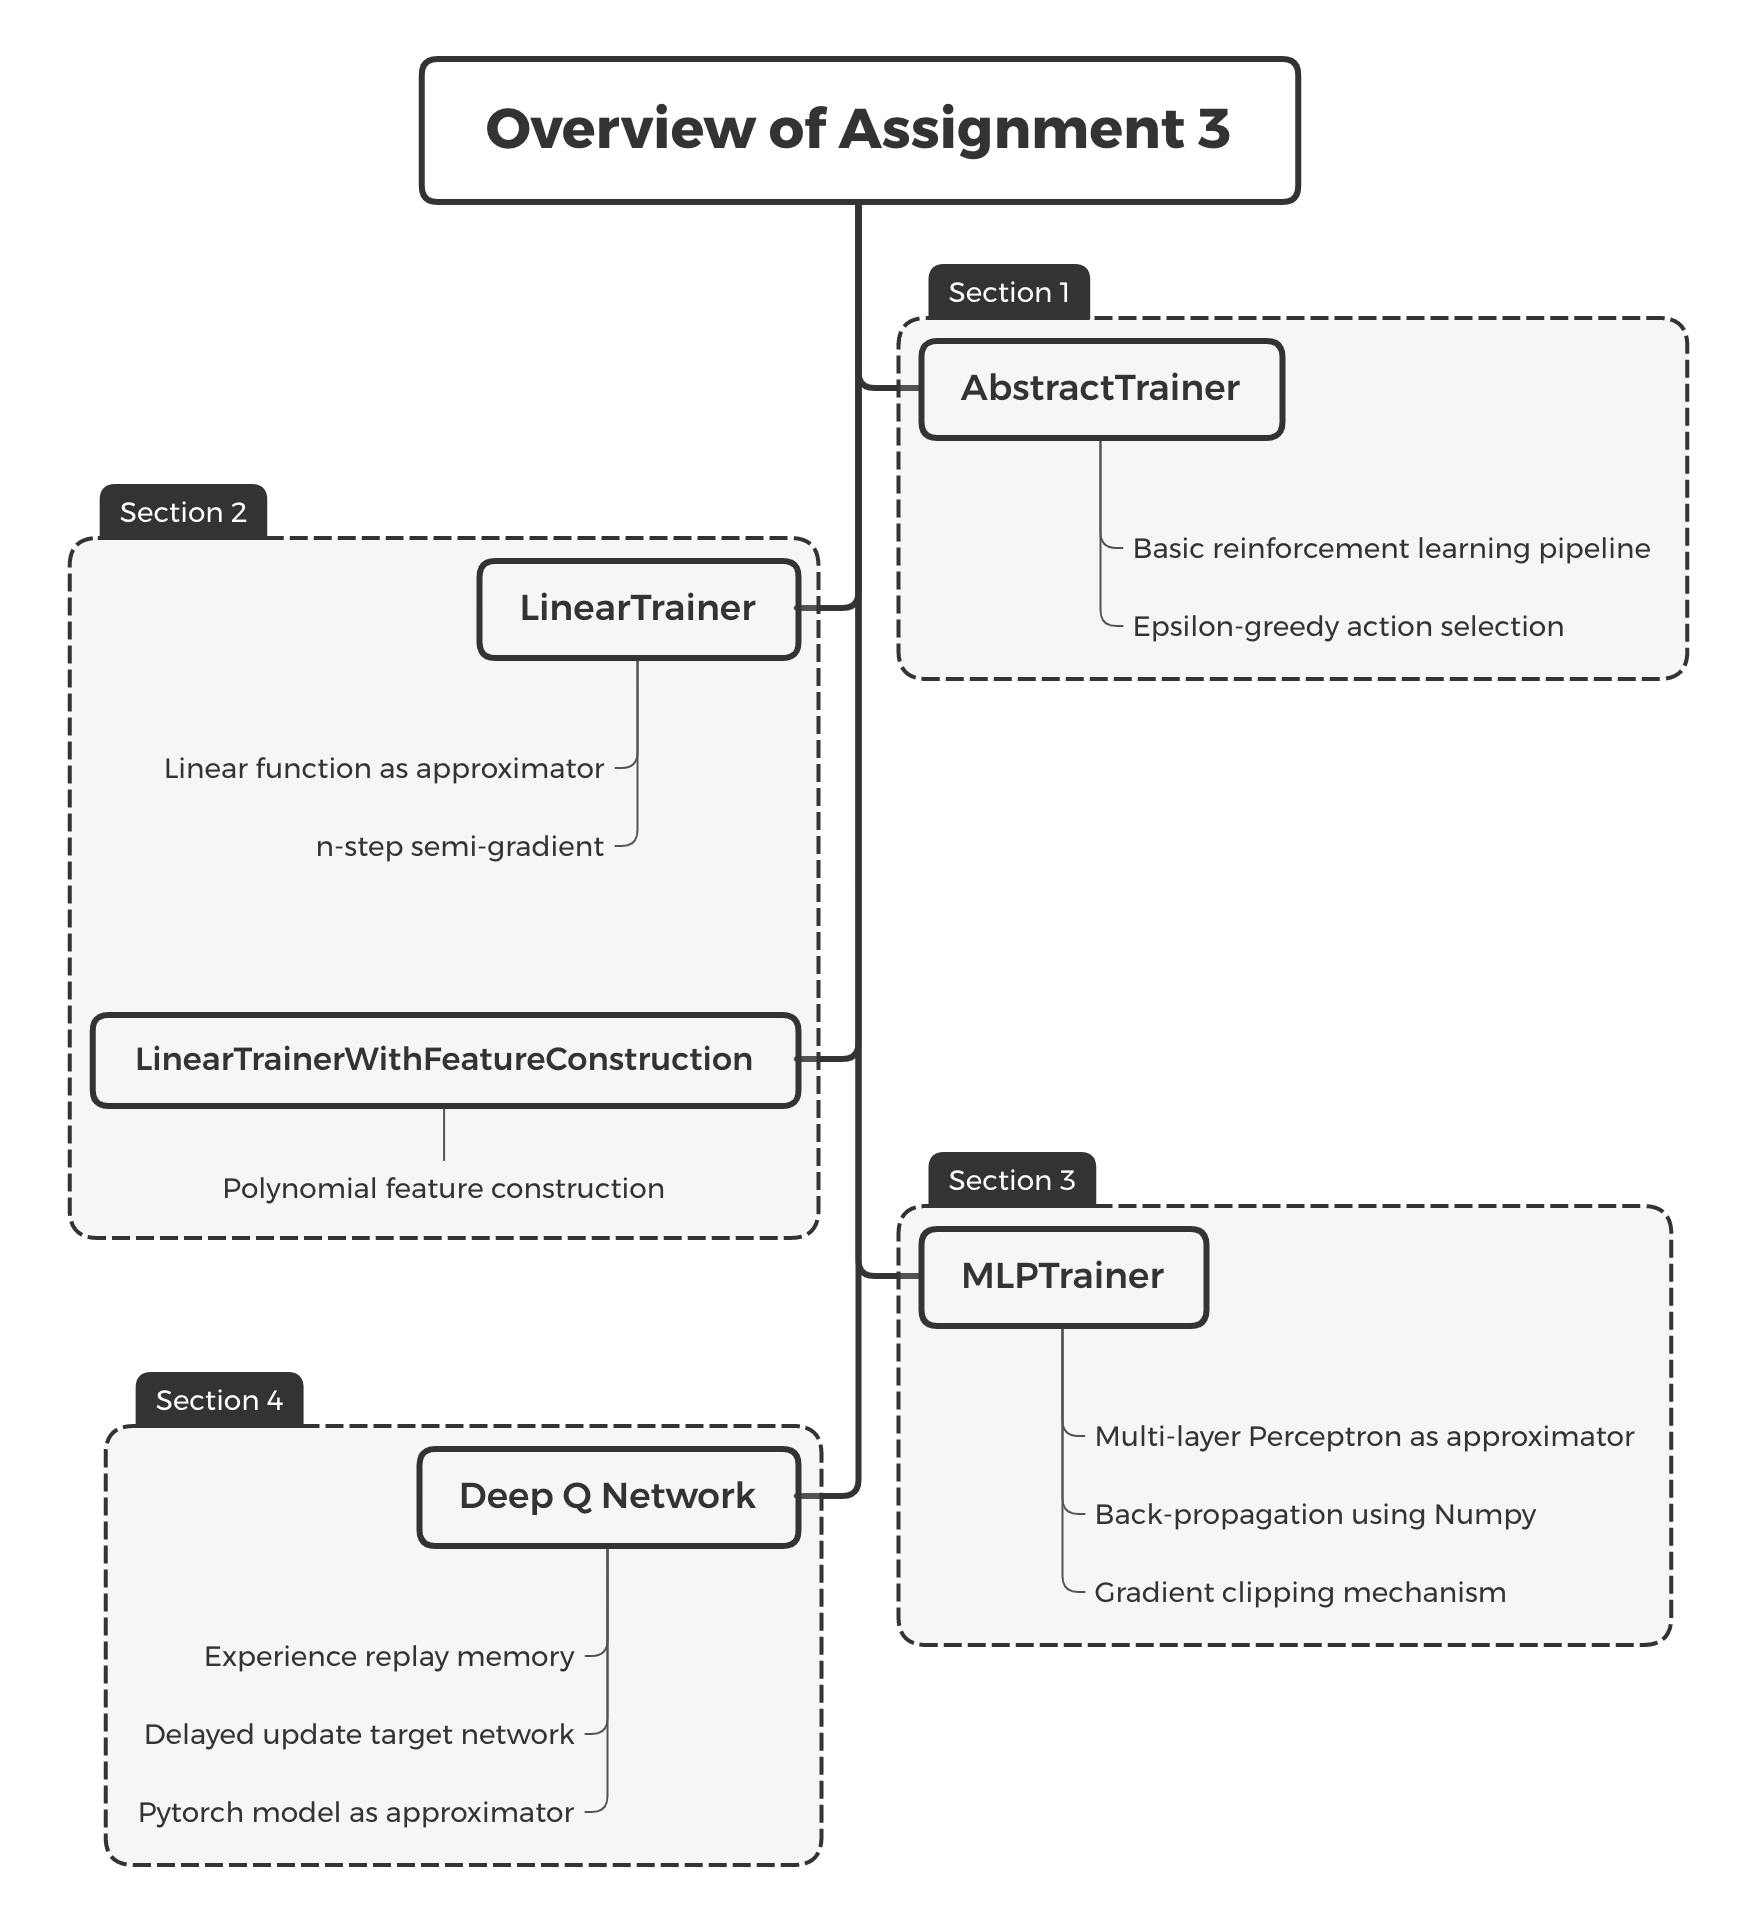 Overview of Assignment 3
Section 1
AbstractTrainer
Basic reinforcement learning pipeline
Epsilon-greedy action selection
Section 2
LinearTrainer
Linear function as approximator
n-step semi-gradient
LinearTrainerWithFeatureConstruction
Polynomial feature construction
Section 3
MLPTrainer
Multi-layer Perceptron as approximator
Back-propagation using Numpy
Gradient clipping mechanism
Section 4
Deep Q Network
Experience replay memory
Delayed update target network
Pytorch model as approximator